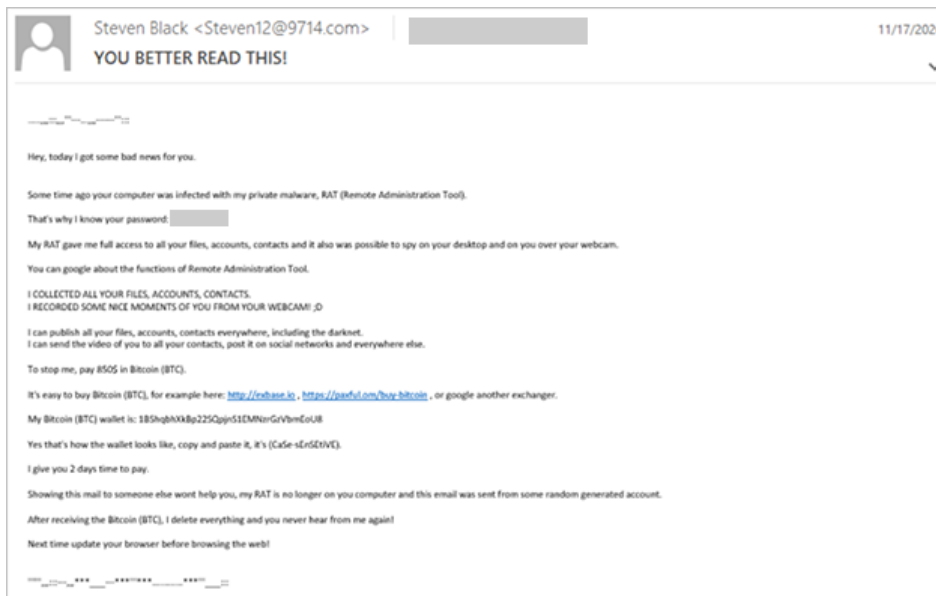 Steven Black <Steven12@9714.com>
11/17/202
YOU BETTER READ THIS!
Hey, today I got some bad news for you.
Some time ago your computer was infected with my private malware, RAT (Remote Administration Tool).
That's why I know your password:
My RAT gave me full access to all your files, accounts, contacts and it also was possible to spy on your desktop and on you over your webcam.
You can google about the functions of Remote Administration Tool.
I COLLECTED ALL YOUR FILES, ACCOUNTS, CONTACTS.
I RECORDED SOME NICE MOMENTS OF YOU FROM YOUR WEBCAM! ;D
I can publish all your files, accounts, contacts everywhere, including the darknet.
I can send the video of you to all your contacts, post it on social networks and everywhere else.
To stop me, pay 850$ in Bitcoin (BTC).
It's easy to buy Bitcoin (BTC), for example here: http://exbase.io , https://paxful.om/buy-bitcoin , or google another exchanger.
My Bitcoin (BTC) wallet is:
Yes that's how the wallet looks like, copy and paste it, it's (CaSe-sEnSEtiVE).
I give you 2 days time to pay.
Showing this mail to someone else wont help you, my RAT is no longer on you computer and this email was sent from some random generated account.
After receiving the Bitcoin (BTC), I delete everything and you never hear from me again!
Next time update your browser before browsing the web!